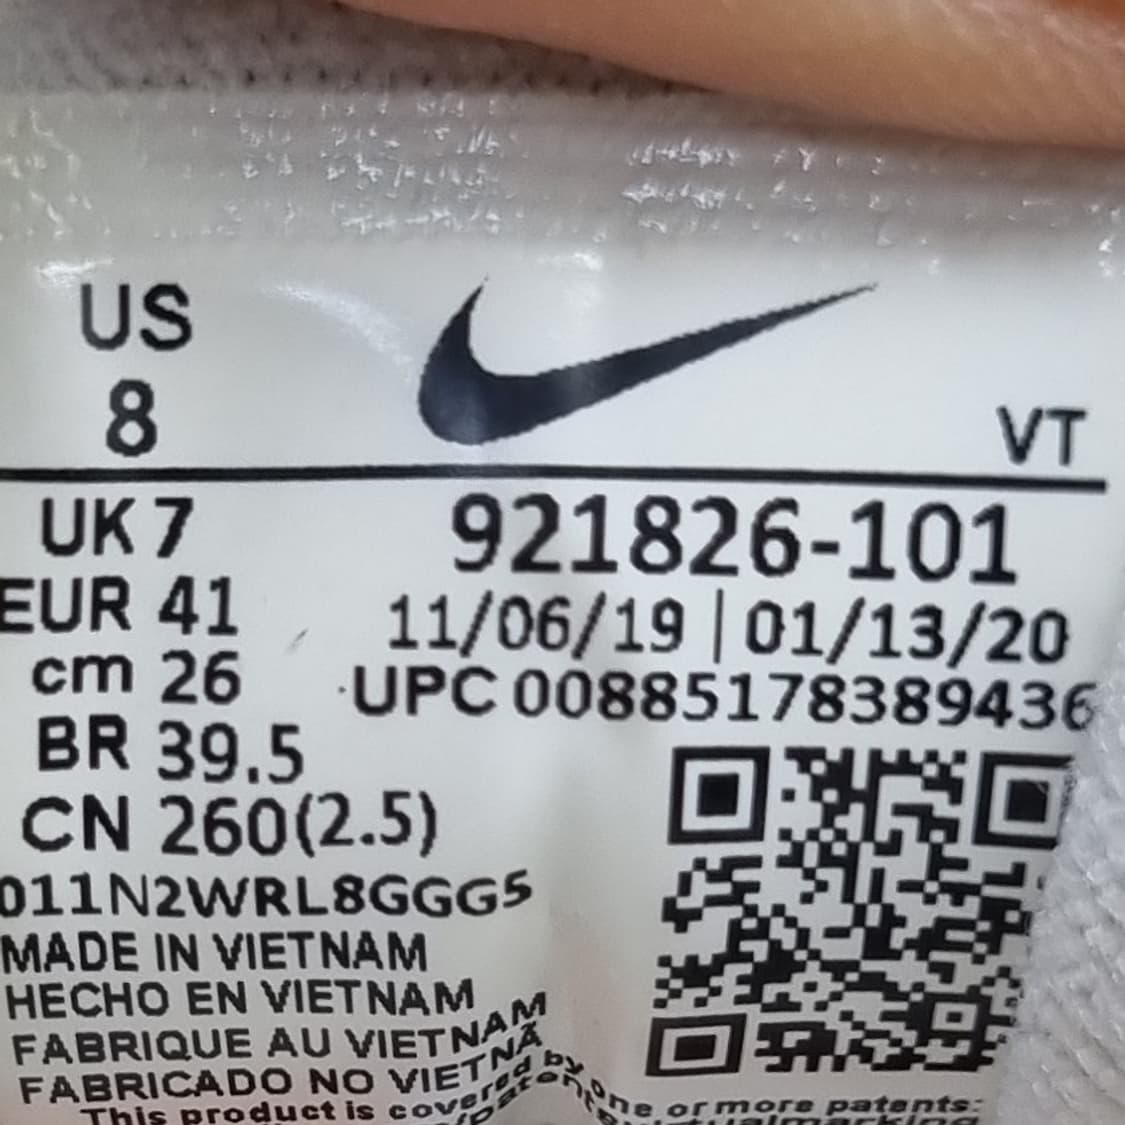 US
8
VT
UK 7
921826-101
EUR 41
11/06/19 | 01/13/20
cm 26
UPC 00885178389436
BR 39.5
CN 260(2.5)
011N2WRL8GGG5
MADE IN VIETNAM
HECHO EN VIETNAM
FABRIQUE AU VIETNAM
FABRICADO NO VIETNÃ
This product is covered by one or more patents: